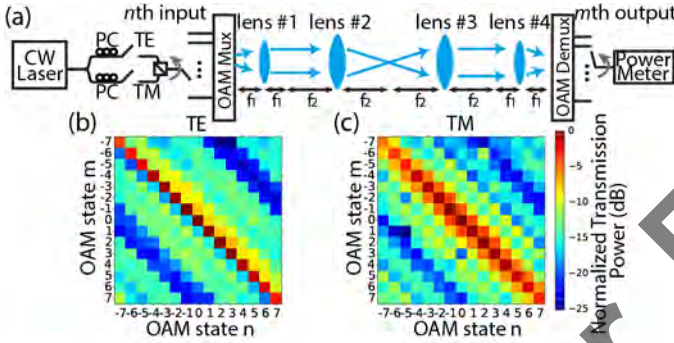 (a)
nth input
lens #1 lens #2 lens #3 lens #4
mth output
CW
Laser
PC
TE
PC
TM
OAM Mux
f₁ f₁ f₂ f₂ f₂ f₁ f₁
OAM Demux
Power
Meter
(b) TE
OAM state m
-7
-6
-5
-4
-3
-2
-1
0
1
2
3
4
5
6
7
-7-6-5-4-3-2-1 0 1 2 3 4 5 6 7
OAM state n
(c) TM
OAM state m
-7
-6
-5
-4
-3
-2
-1
0
1
2
3
4
5
6
7
-7-6-5-4-3-2-1 0 1 2 3 4 5 6 7
OAM state n
0
−5
−10
−15
−20
−25
Normalized Transmission
Power (dB)